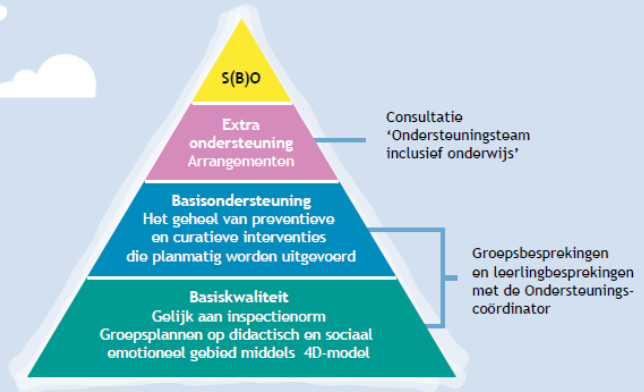 S(B)O
Extra
ondersteuning
Arrangementen
Consultatie
‘Ondersteuningsteam
inclusief onderwijs’
Basisondersteuning
Het geheel van preventieve
en curatieve interventies
die planmatig worden uitgevoerd
Groepsbesprekingen
en leerlingbesprekingen
met de Ondersteunings-
coördinator
Basiskwaliteit
Gelijk aan inspectienorm
Groepsplannen op didactisch en sociaal
emotioneel gebied middels 4D-model